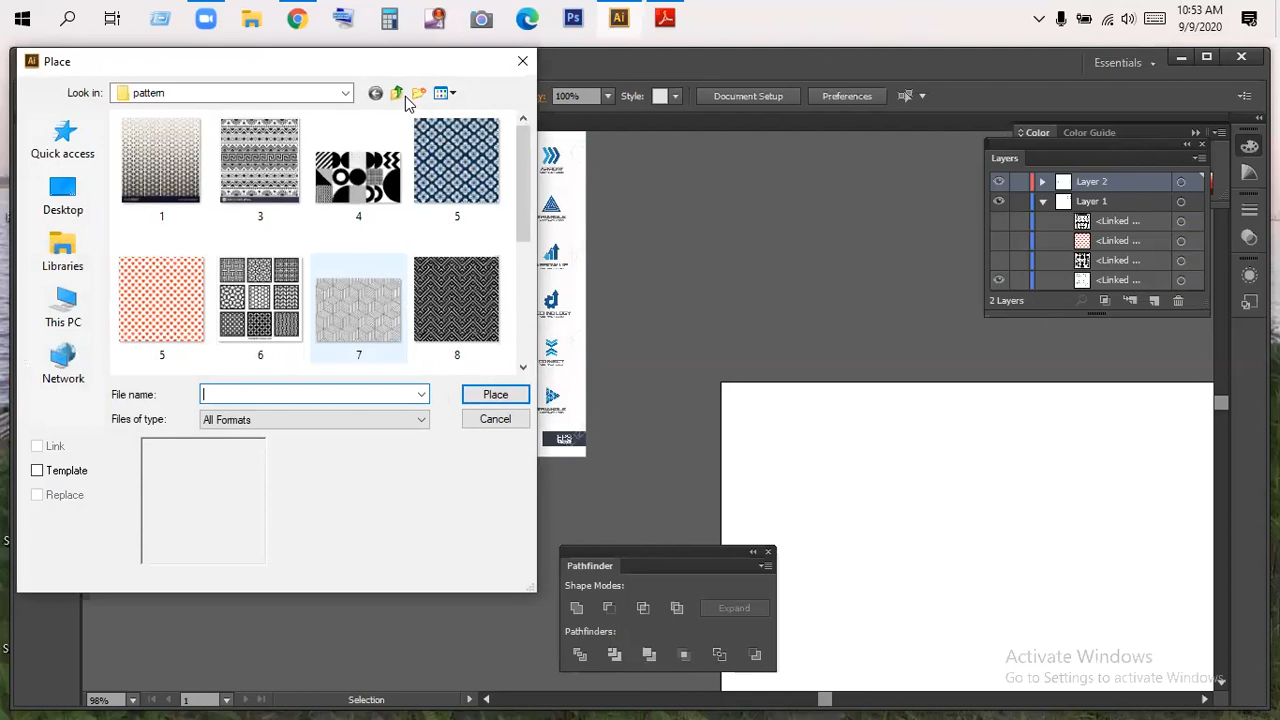 10:53 AM
9/9/2020
Place
Look in:
pattern
Quick access
Desktop
Libraries
This PC
Network
1
3
4
5
5
6
7
8
File name:
Place
Files of type:
All Formats
Cancel
Link
Template
Replace
Essentials
100%
Style:
Document Setup
Preferences
Color
Color Guide
Layers
Layer 2
Layer 1
<Linked ...
<Linked ...
<Linked ...
<Linked ...
2 Layers
Pathfinder
Shape Modes:
Expand
Pathfinders:
Activate Windows
Go to Settings to activate Windows.
98%
1
Selection
Ps
Ai